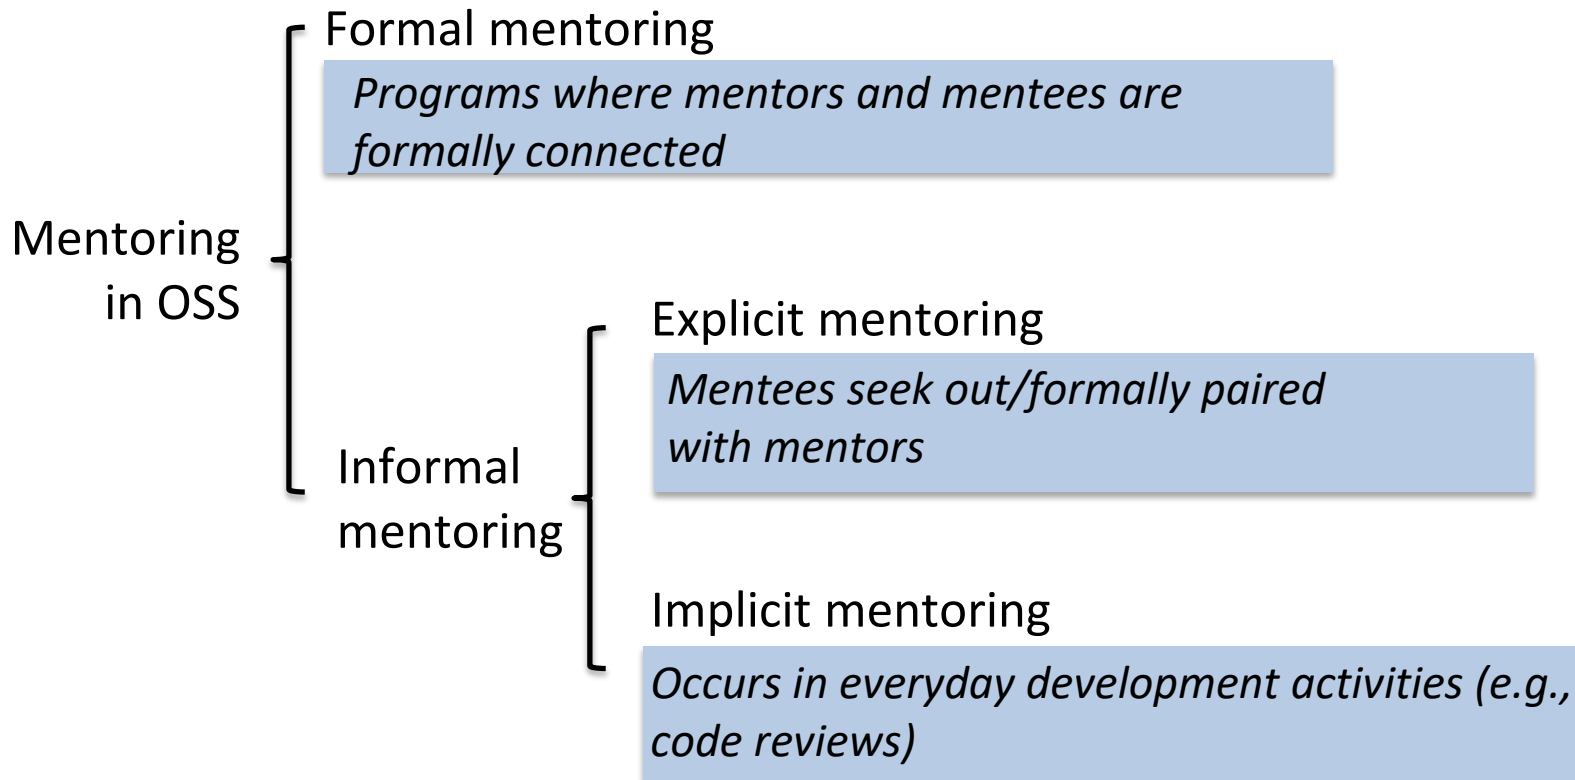 Formal mentoring
Programs where mentors and mentees are
formally connected
Mentoring
in OSS
Explicit mentoring
Mentees seek out/formally paired
with mentors
Informal
mentoring
Implicit mentoring
Occurs in everyday development activities (e.g.,
code reviews)